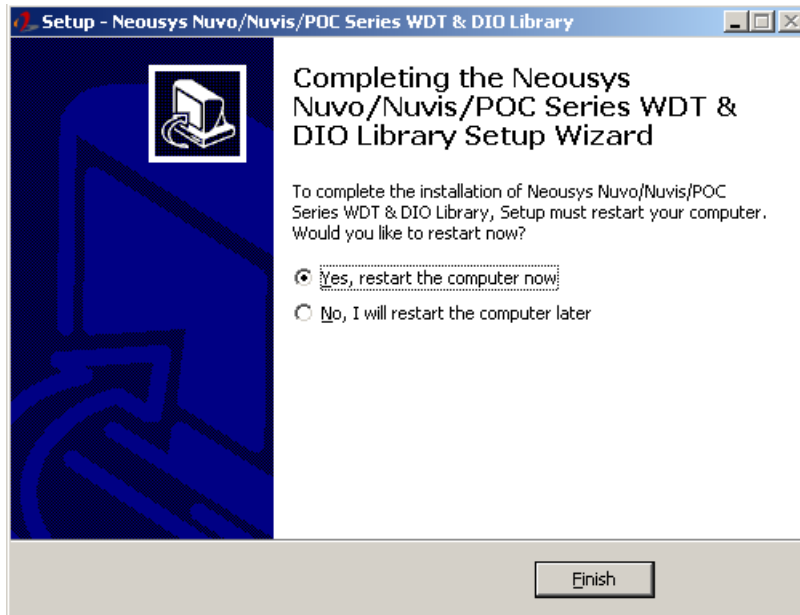 Setup - Neousys Nuvo/Nuvis/POC Series WDT & DIO Library
Completing the Neousys
Nuvo/Nuvis/POC Series WDT &
DIO Library Setup Wizard
To complete the installation of Neousys Nuvo/Nuvis/POC
Series WDT & DIO Library, Setup must restart your computer.
Would you like to restart now?
Yes, restart the computer now
No, I will restart the computer later
Finish